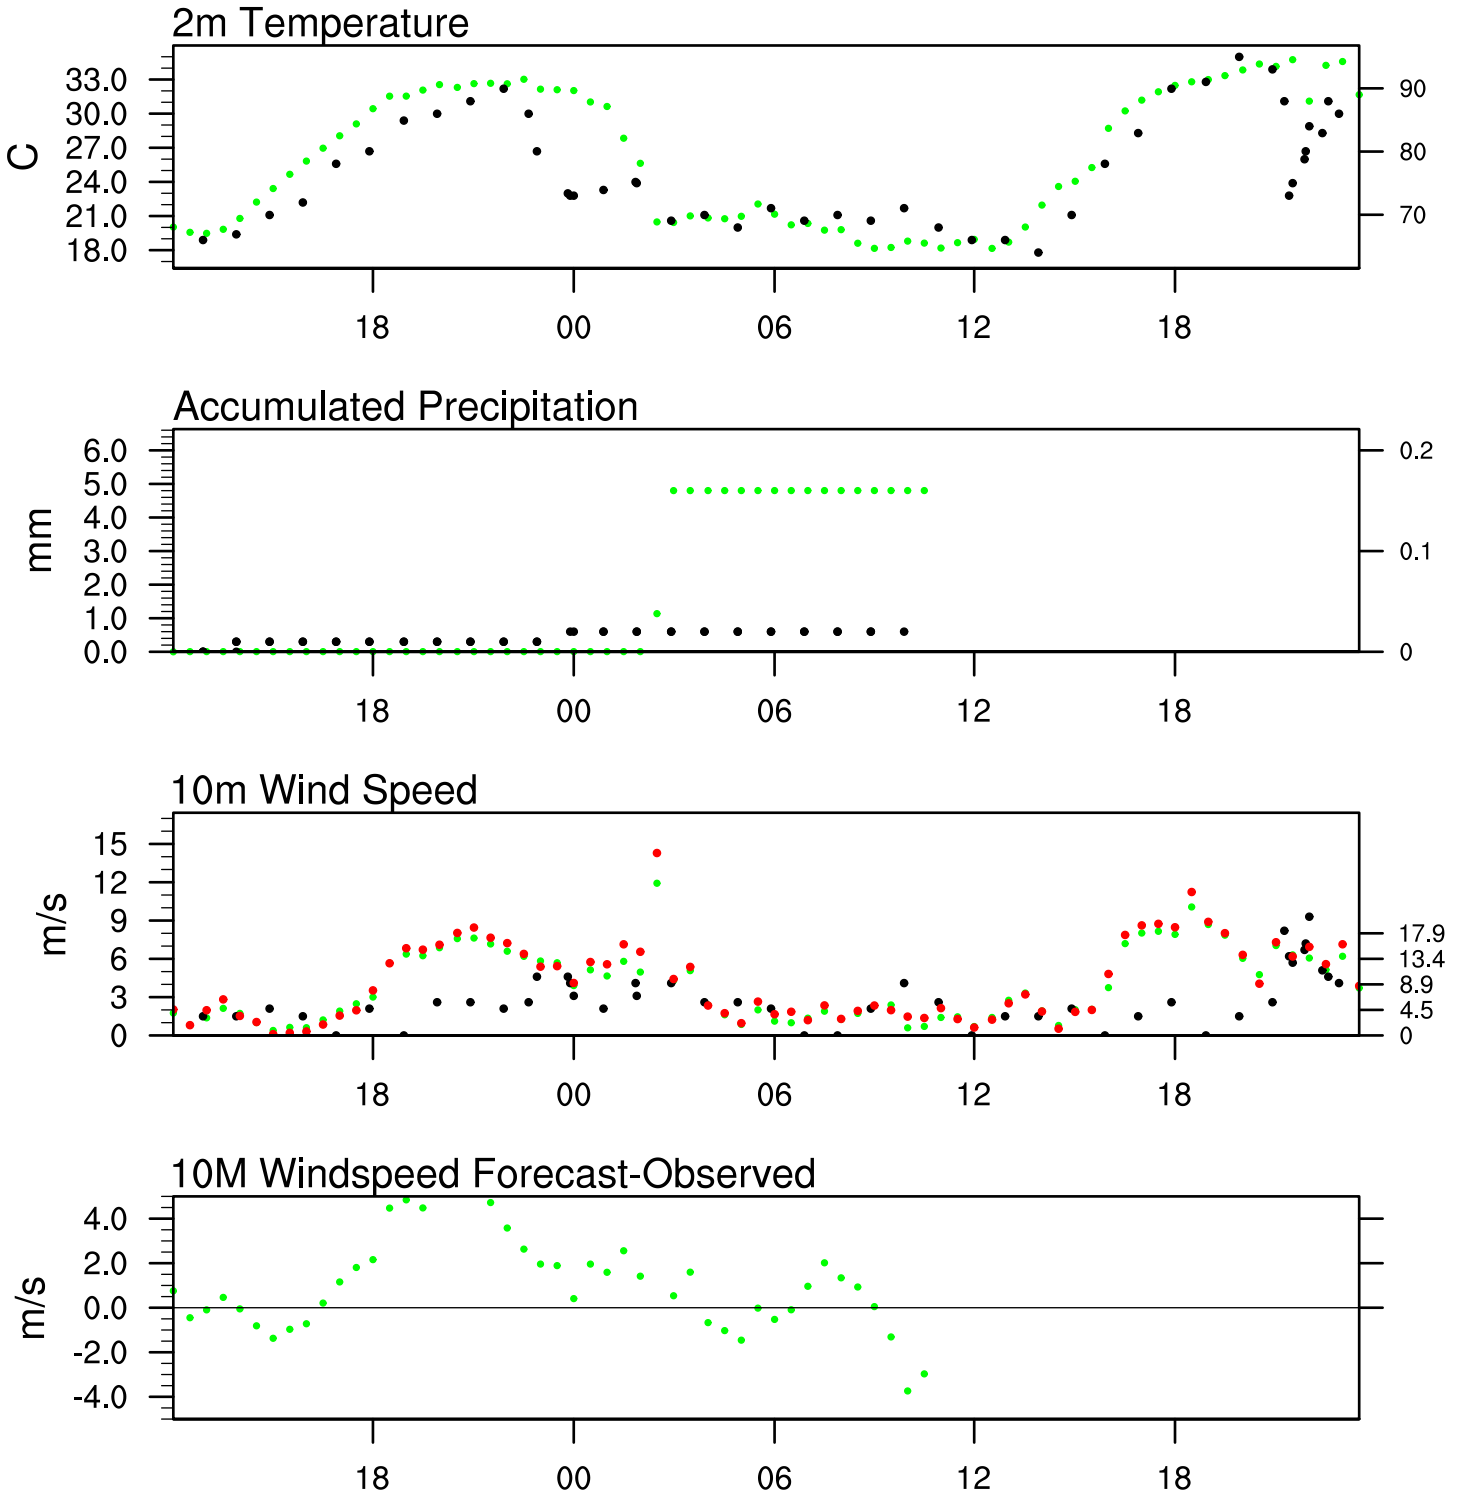 2m Temperature
33.0
30.0
27.0
24.0
21.0
18.0
C
90
80
70
18 00 06 12 18
Accumulated Precipitation
6.0
5.0
4.0
3.0
2.0
1.0
0.0
mm
0.2
0.1
0
18 00 06 12 18
10m Wind Speed
15
12
9
6
3
0
m/s
17.9
13.4
8.9
4.5
0
18 00 06 12 18
10M Windspeed Forecast-Observed
4.0
2.0
0.0
-2.0
-4.0
m/s
18 00 06 12 18